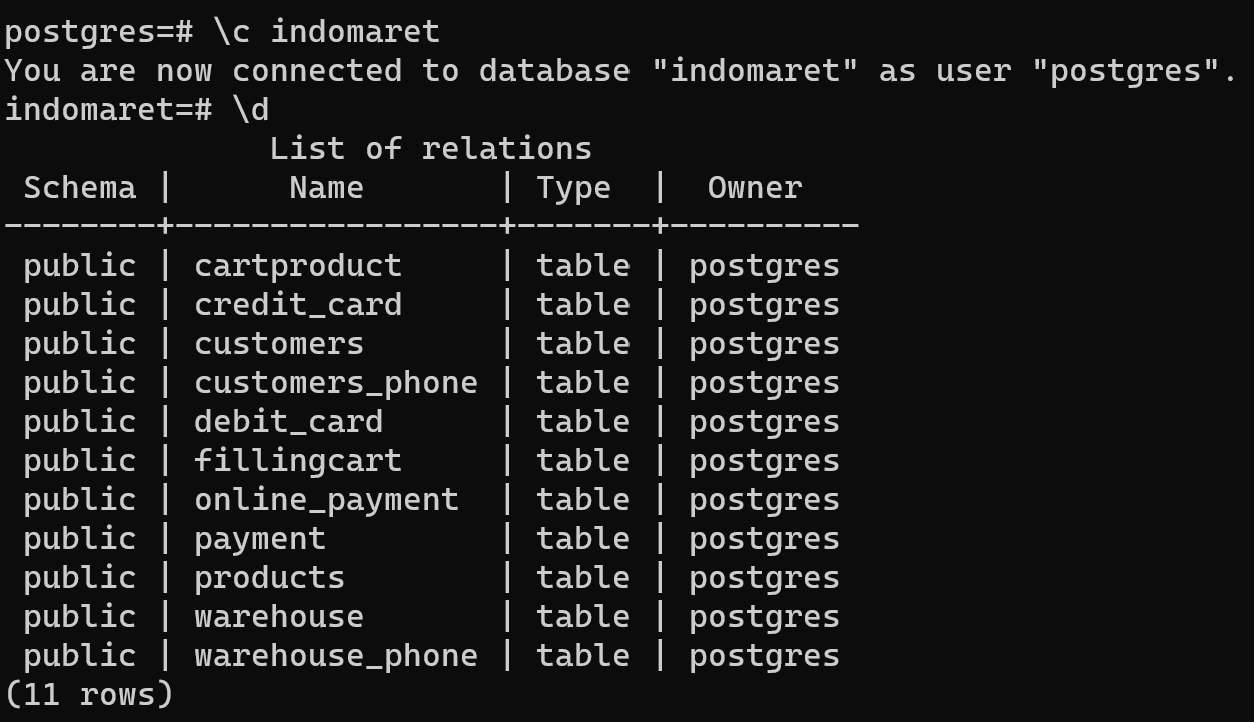 postgres=# \c indomaret
You are now connected to database "indomaret" as user "postgres".
indomaret=# \d
              List of relations
 Schema |      Name       | Type  |  Owner
--------+-----------------+-------+----------
 public | cartproduct     | table | postgres
 public | credit_card     | table | postgres
 public | customers       | table | postgres
 public | customers_phone | table | postgres
 public | debit_card      | table | postgres
 public | fillingcart     | table | postgres
 public | online_payment  | table | postgres
 public | payment         | table | postgres
 public | products        | table | postgres
 public | warehouse       | table | postgres
 public | warehouse_phone | table | postgres
(11 rows)